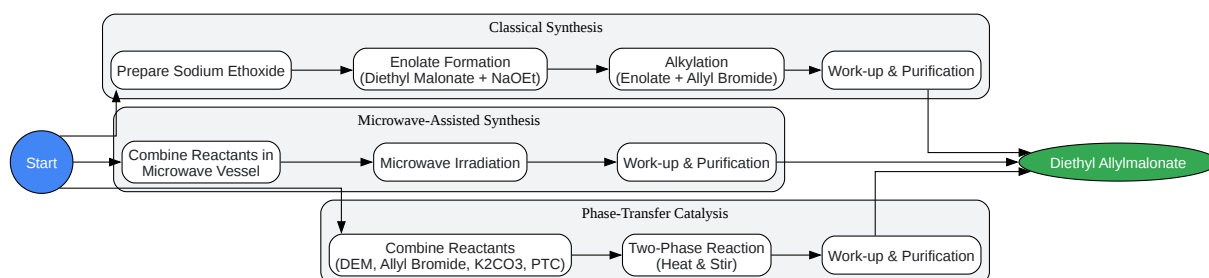 Classical Synthesis
Prepare Sodium Ethoxide
Enolate Formation
(Diethyl Malonate + NaOEt)
Alkylation
(Enolate + Allyl Bromide)
Work-up & Purification
Microwave-Assisted Synthesis
Start
Combine Reactants in
Microwave Vessel
Microwave Irradiation
Work-up & Purification
Diethyl Allylmalonate
Phase-Transfer Catalysis
Combine Reactants
(DEM, Allyl Bromide, K2CO3, PTC)
Two-Phase Reaction
(Heat & Stir)
Work-up & Purification